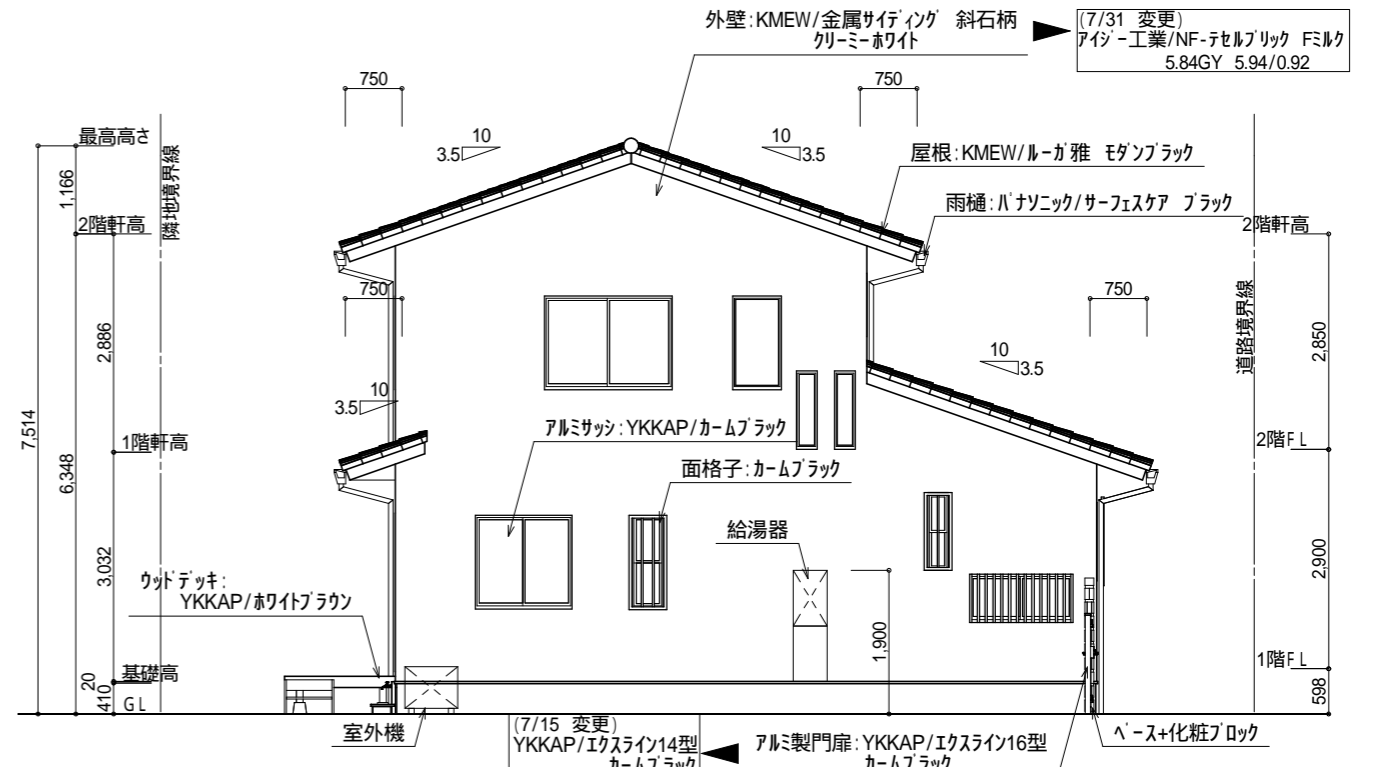 外壁:KMEW/金属サイディング 斜石柄
クリーミーホワイト
(7/31 変更)
アイジー工業/NF-テセルブリック Fミルク
5.84GY 5.94/0.92
750
750
最高高さ
10
3.5
10
3.5
屋根:KMEW/ルーガ雅 モダンブラック
隣地境界線
1,166
雨樋:パナソニック/サーフェスケア ブラック
2階軒高
2階軒高
750
750
道路境界線
2,886
2,850
10
3.5
10
3.5
7,514
アルミサッシ:YKKAP/カームブラック
1階軒高
2階FL
6,348
面格子:カームブラック
給湯器
3,032
2,900
ウッドデッキ:
YKKAP/ホワイトブラウン
1,900
基礎高
1階FL
20
410
GL
598
室外機
(7/15 変更)
YKKAP/エクスライン14型
カームブラック
アルミ製門扉:YKKAP/エクスライン16型
カームブラック
ベース+化粧ブロック